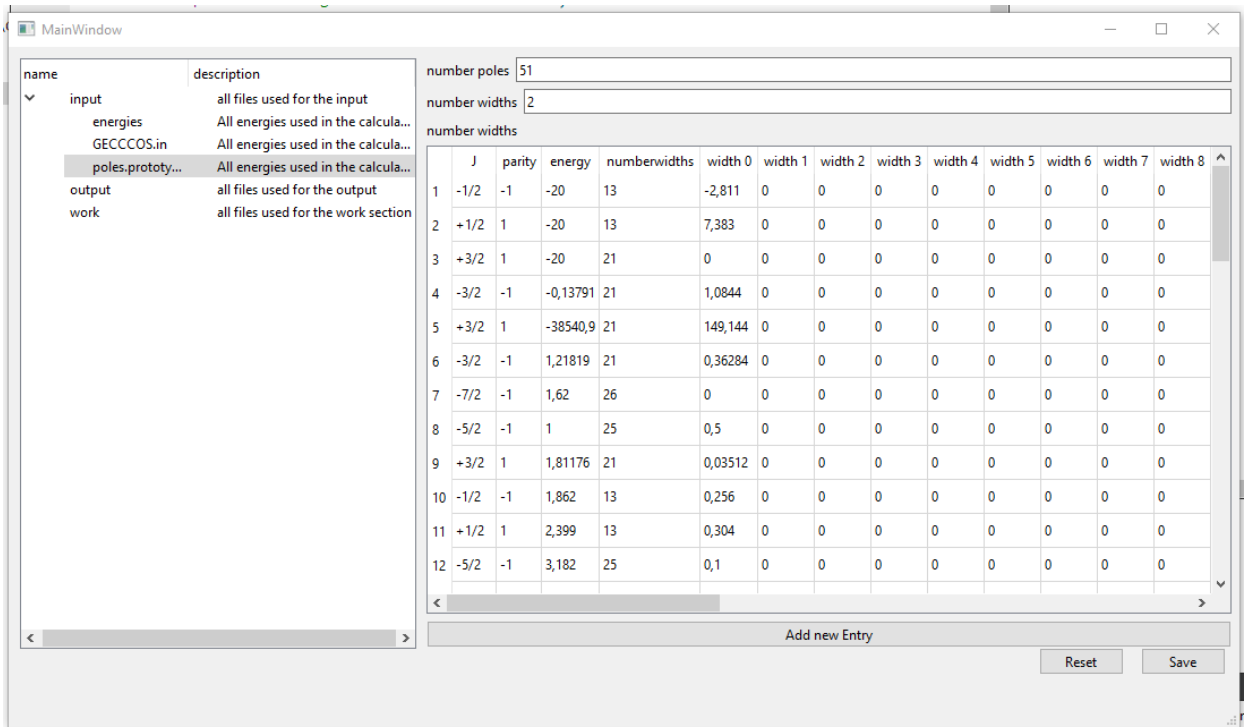 MainWindow
name description
input all files used for the input
energies All energies used in the calcula...
GECCCOS.in All energies used in the calcula...
poles.prototy... All energies used in the calcula...
output all files used for the output
work all files used for the work section
number poles 51
number widths 2
number widths
J parity energy numberwidths width 0 width 1 width 2 width 3 width 4 width 5 width 6 width 7 width 8
1 -1/2 -1 -20 13 -2,811 0 0 0 0 0 0 0 0
2 +1/2 1 -20 13 7,383 0 0 0 0 0 0 0 0
3 +3/2 1 -20 21 0 0 0 0 0 0 0 0 0
4 -3/2 -1 -0,13791 21 1,0844 0 0 0 0 0 0 0 0
5 +3/2 1 -38540,9 21 149,144 0 0 0 0 0 0 0 0
6 -3/2 -1 1,21819 21 0,36284 0 0 0 0 0 0 0 0
7 -7/2 -1 1,62 26 0 0 0 0 0 0 0 0 0
8 -5/2 -1 1 25 0,5 0 0 0 0 0 0 0 0
9 +3/2 1 1,81176 21 0,03512 0 0 0 0 0 0 0 0
10 -1/2 -1 1,862 13 0,256 0 0 0 0 0 0 0 0
11 +1/2 1 2,399 13 0,304 0 0 0 0 0 0 0 0
12 -5/2 -1 3,182 25 0,1 0 0 0 0 0 0 0 0
Add new Entry
Reset Save